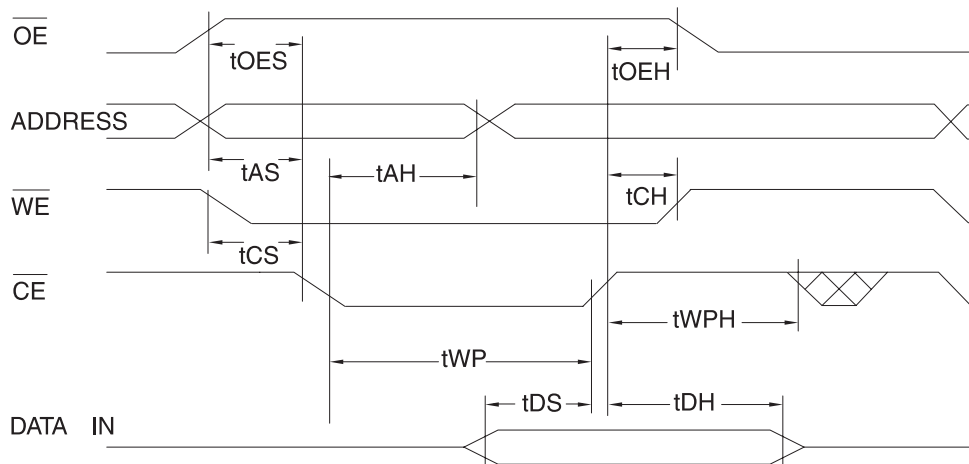 OE
tOES
tOEH
ADDRESS
tAS
tAH
WE
tCH
tCS
CE
tWPH
tWP
tDS
tDH
DATA IN